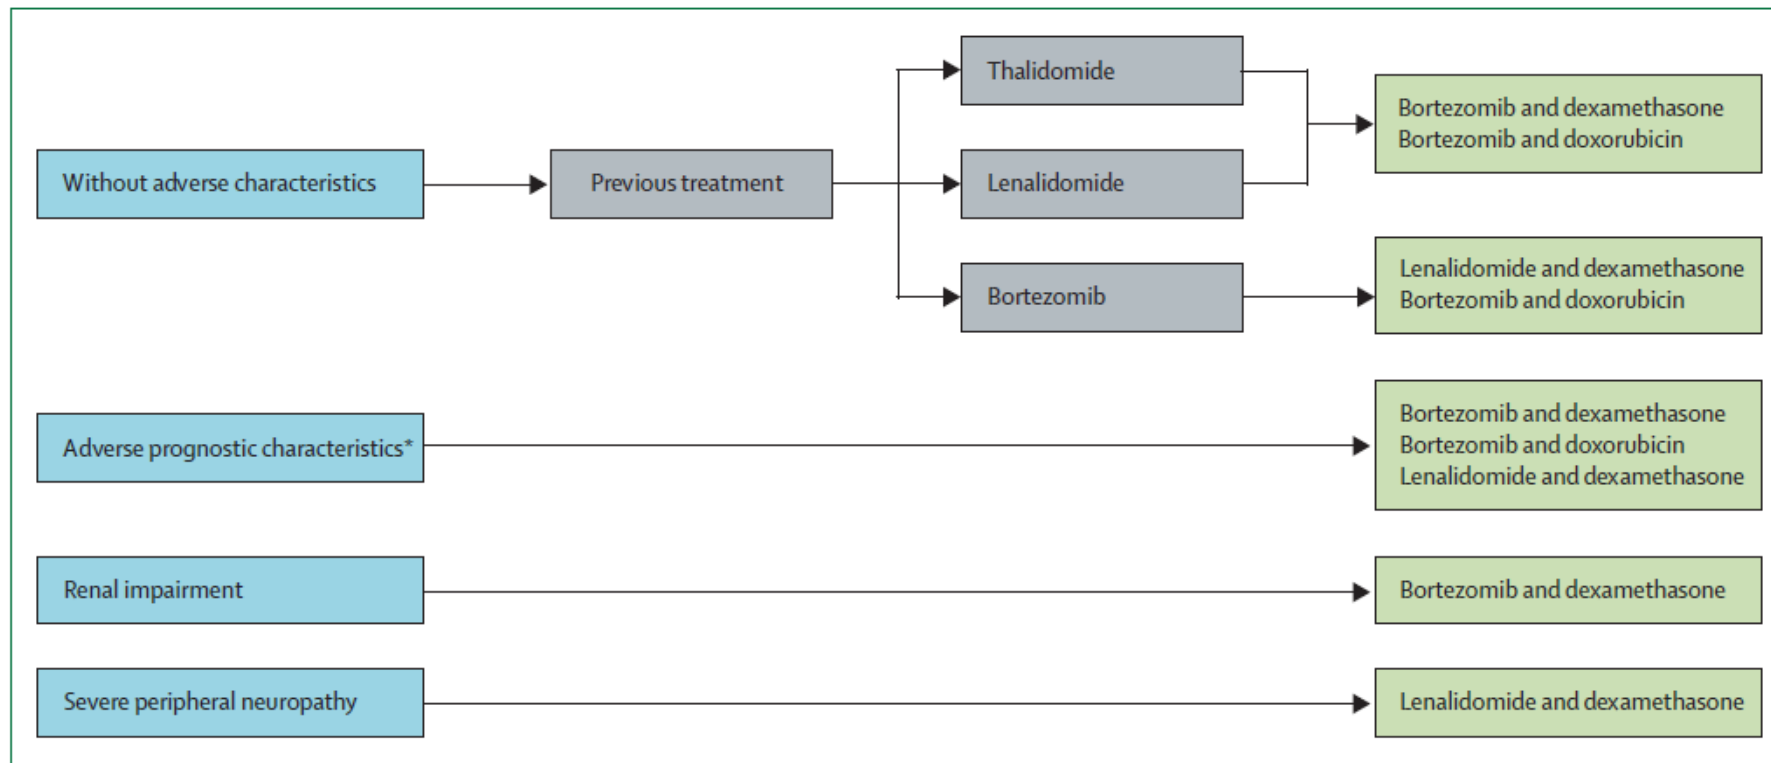 Thalidomide
Bortezomib and dexamethasone
Bortezomib and doxorubicin
Without adverse characteristics
Previous treatment
Lenalidomide
Lenalidomide and dexamethasone
Bortezomib and doxorubicin
Bortezomib
Adverse prognostic characteristics*
Bortezomib and dexamethasone
Bortezomib and doxorubicin
Lenalidomide and dexamethasone
Renal impairment
Bortezomib and dexamethasone
Severe peripheral neuropathy
Lenalidomide and dexamethasone